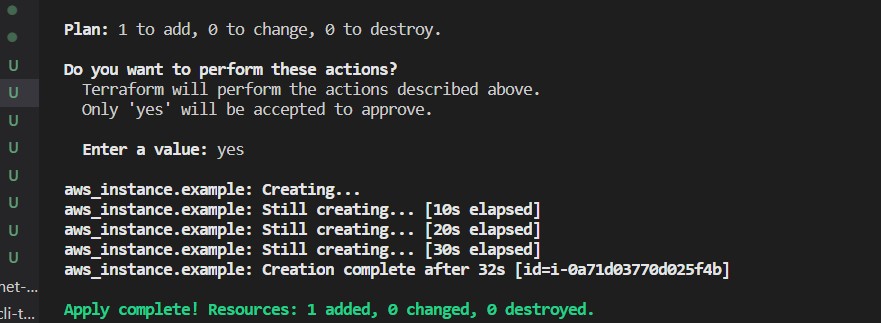 Plan: 1 to add, 0 to change, 0 to destroy.
Do you want to perform these actions?
Terraform will perform the actions described above.
Only 'yes' will be accepted to approve.
Enter a value: yes
aws_instance.example: Creating...
aws_instance.example: Still creating... [10s elapsed]
aws_instance.example: Still creating... [20s elapsed]
aws_instance.example: Still creating... [30s elapsed]
aws_instance.example: Creation complete after 32s [id=i-0a71d03770d025f4b]
Apply complete! Resources: 1 added, 0 changed, 0 destroyed.
U
U
U
U
U
U
U
U
net-...
cli-t...